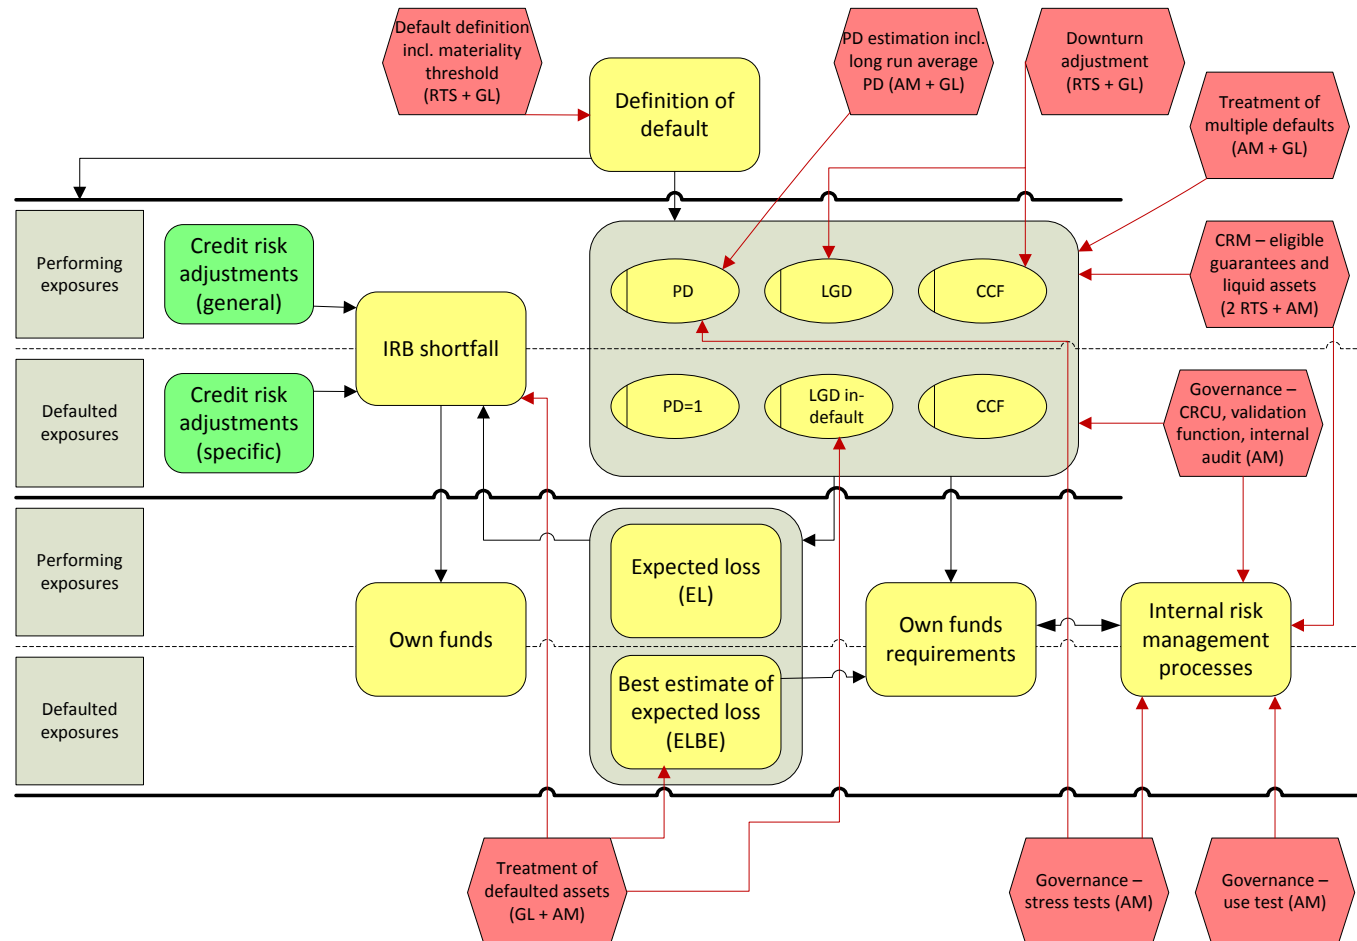 Default definition
incl. materiality
threshold
(RTS + GL)
PD estimation incl.
long run average
PD (AM + GL)
Downturn
adjustment
(RTS + GL)
Definition of
default
Treatment of
multiple defaults
(AM + GL)
Performing
exposures
Credit risk
adjustments
(general)
PD
LGD
CCF
CRM – eligible
guarantees and
liquid assets
(2 RTS + AM)
IRB shortfall
Defaulted
exposures
Credit risk
adjustments
(specific)
PD=1
LGD in-
default
CCF
Governance –
CRCU, validation
function, internal
audit (AM)
Performing
exposures
Expected loss
(EL)
Own funds
Own funds
requirements
Internal risk
management
processes
Defaulted
exposures
Best estimate of
expected loss
(ELBE)
Treatment of
defaulted assets
(GL + AM)
Governance –
stress tests (AM)
Governance –
use test (AM)